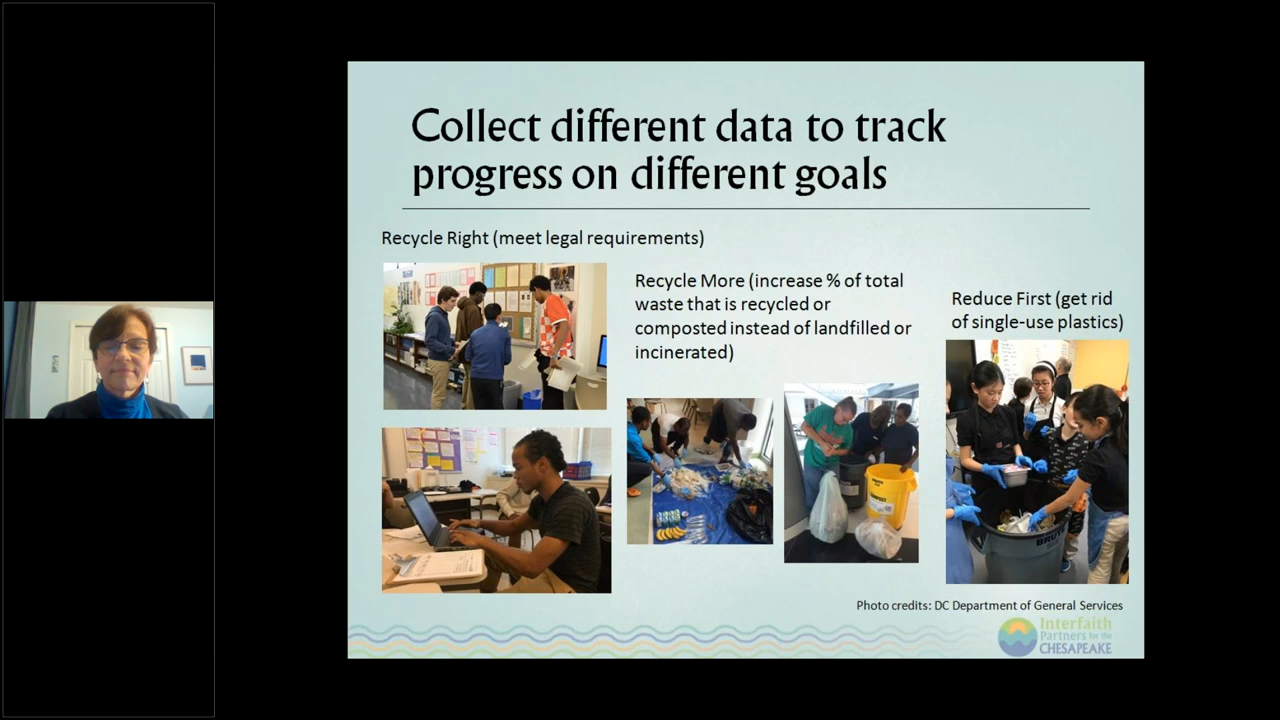 Collect different data to track
progress on different goals
Recycle Right (meet legal requirements)
Recycle More (increase % of total
waste that is recycled or
composted instead of landfilled or
incinerated)
Reduce First (get rid
of single-use plastics)
BRUTE
Photo credits: DC Department of General Services
Interfaith
Partners for the
CHESAPEAKE